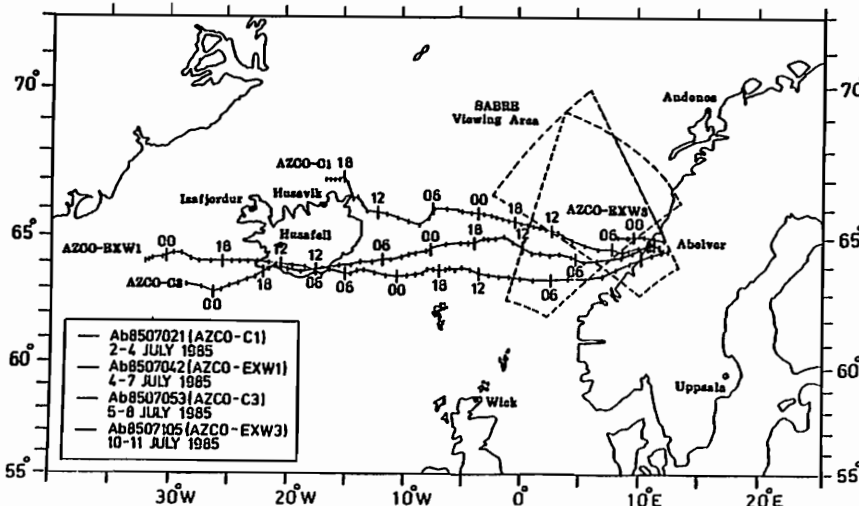 70°
65°
60°
55°
70°
65°
60°
55°
30°W
20°W
10°W
0°
10°E
20°E
SABRE
Viewing Area
Andenes
AZCO-C1
18
Isafjordur
Husavik
12
06
00
18
12
AZCO-EXW3
06
00
Husafell
AZCO-EXW1
00
18
12
12
06
12
06
00
18
12
06
Abelvær
AZCO-C3
00
18
06
00
18
12
06
Ab8507021 (AZCO-C1)
2-4 JULY 1985
Ab8507042 (AZCO-EXW1)
4-7 JULY 1985
Ab8507053 (AZCO-C3)
5-8 JULY 1985
Ab8507105 (AZCO-EXW3)
10-11 JULY 1985
Wick
Uppsala